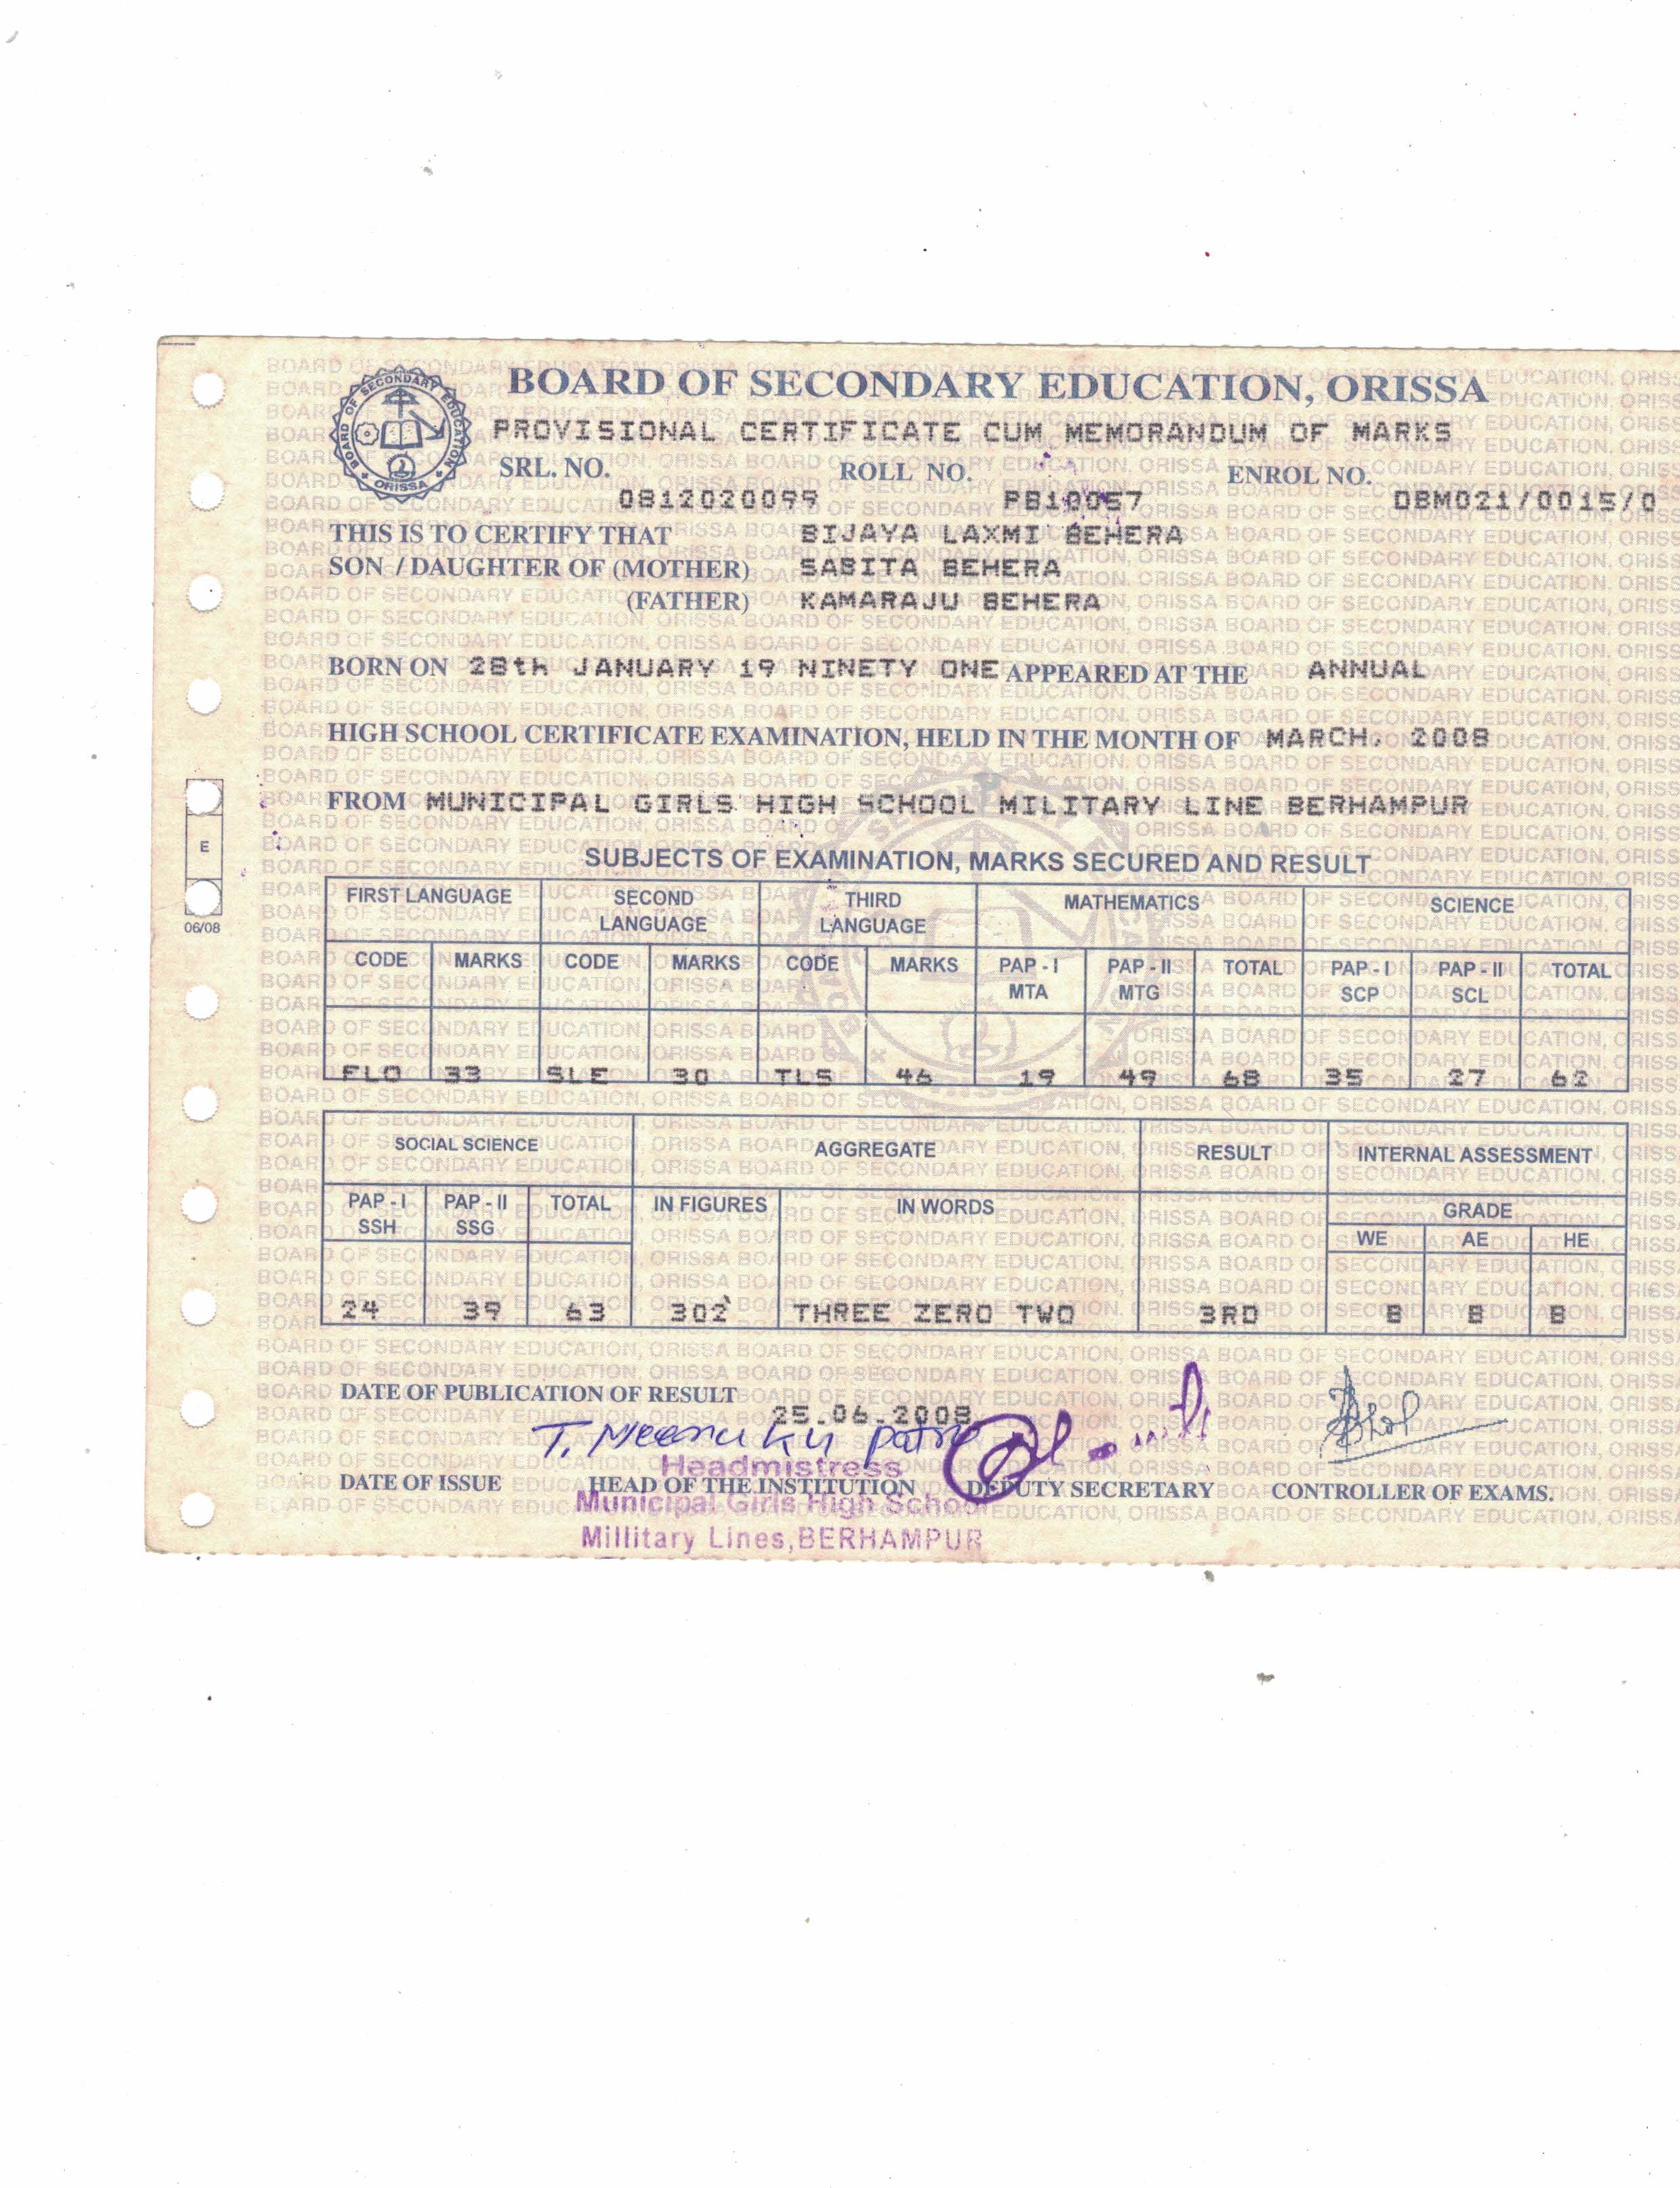 BOARD OF SECONDARY EDUCATION, ORISSA
PROVISIONAL CERTIFICATE CUM MEMORANDUM OF MARKS
SRL. NO. ROLL NO. ENROL NO.
0812020099 PB10057 DBM021/0015/0
THIS IS TO CERTIFY THAT BIJAYA LAXMI BEHERA
SON / DAUGHTER OF (MOTHER) SABITA BEHERA
(FATHER) KAMARAJU BEHERA
BORN ON 28th JANUARY 19 NINETY ONE APPEARED AT THE ANNUAL
HIGH SCHOOL CERTIFICATE EXAMINATION, HELD IN THE MONTH OF MARCH, 2008
FROM MUNICIPAL GIRLS HIGH SCHOOL MILITARY LINE BERHAMPUR
E
06/08
SUBJECTS OF EXAMINATION, MARKS SECURED AND RESULT
FIRST LANGUAGE SECOND LANGUAGE THIRD LANGUAGE MATHEMATICS SCIENCE
CODE MARKS CODE MARKS CODE MARKS PAP - I MTA PAP - II MTG TOTAL PAP - I SCP PAP - II SCL TOTAL
FLO 33 SLE 30 TLS 46 19 49 68 35 27 62
SOCIAL SCIENCE AGGREGATE RESULT INTERNAL ASSESSMENT
PAP - I SSH PAP - II SSG TOTAL IN FIGURES IN WORDS GRADE
WE AE HE
24 39 63 302 THREE ZERO TWO 3RD B B B
DATE OF PUBLICATION OF RESULT 25.06.2008
DATE OF ISSUE HEAD OF THE INSTITUTION DEPUTY SECRETARY CONTROLLER OF EXAMS.
Headmistress
Municipal Girls High School
Millitary Lines, BERHAMPUR